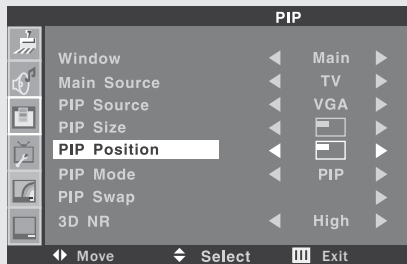 PIP
Window Main
Main Source TV
PIP Source VGA
PIP Size
PIP Position
PIP Mode PIP
PIP Swap
3D NR High
Move Select Exit